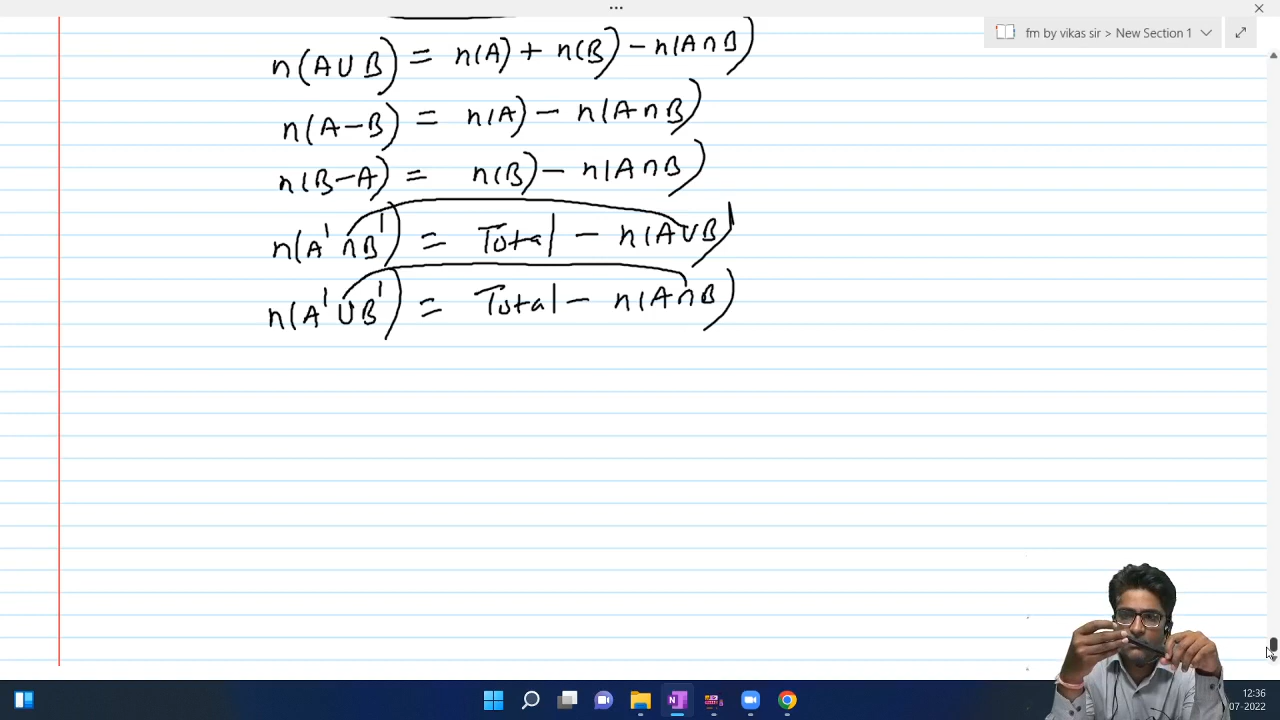 fm by vikas sir > New Section 1
n(A∪B) = n(A) + n(B) − n(A∩B)
n(A−B) = n(A) − n(A∩B)
n(B−A) = n(B) − n(A∩B)
n(A'∩B') = Total − n(A∪B)
n(A'∪B') = Total − n(A∩B)
12:36
07-2022